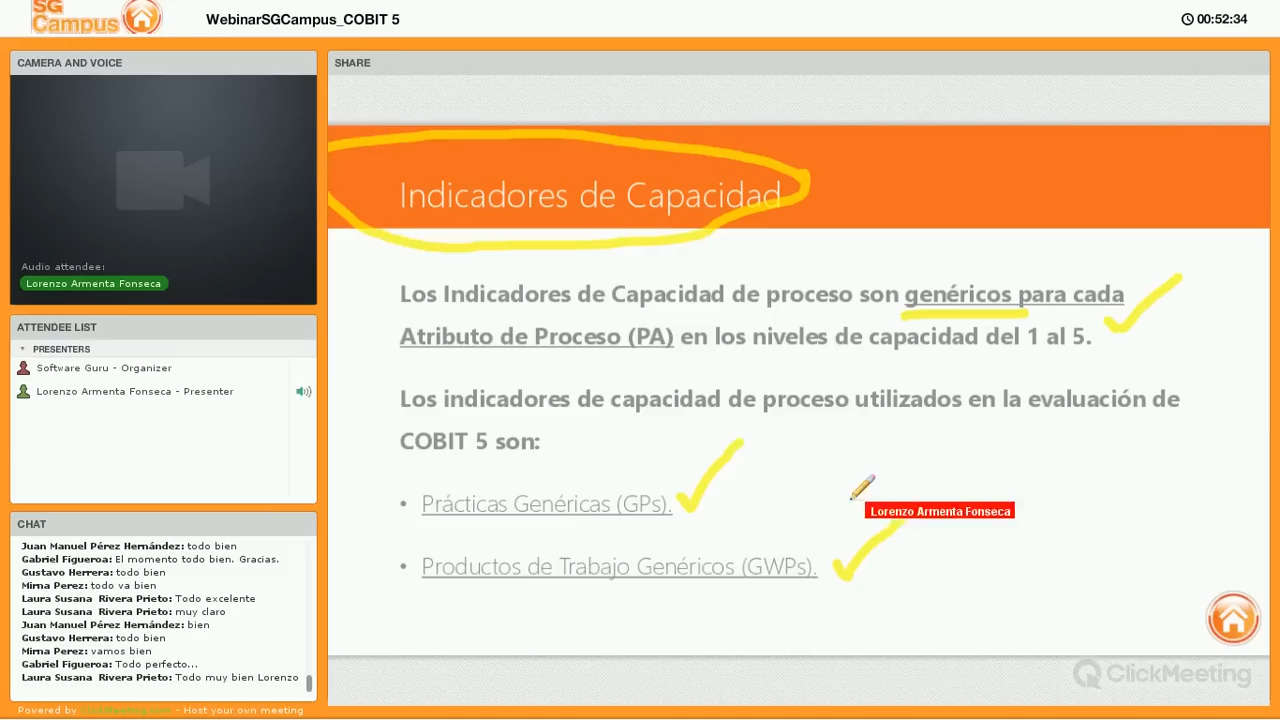 SG
Campus
WebinarSGCampus_COBIT 5
00:52:34
CAMERA AND VOICE
Audio attendee:
Lorenzo Armenta Fonseca
ATTENDEE LIST
PRESENTERS
Software Guru - Organizer
Lorenzo Armenta Fonseca - Presenter
CHAT
Juan Manuel Pérez Hernández: todo bien
Gabriel Figueroa: El momento todo bien. Gracias.
Gustavo Herrera: todo bien
Mirna Perez: todo va bien
Laura Susana Rivera Prieto: Todo excelente
Laura Susana Rivera Prieto: muy claro
Juan Manuel Pérez Hernández: bien
Gustavo Herrera: todo bien
Mirna Perez: vamos bien
Gabriel Figueroa: Todo perfecto...
Laura Susana Rivera Prieto: Todo muy bien Lorenzo
Powered by ClickMeeting.com - Host your own meeting
SHARE
Indicadores de Capacidad
Los Indicadores de Capacidad de proceso son genéricos para cada
Atributo de Proceso (PA) en los niveles de capacidad del 1 al 5.
Los indicadores de capacidad de proceso utilizados en la evaluación de
COBIT 5 son:
• Prácticas Genéricas (GPs).
Lorenzo Armenta Fonseca
• Productos de Trabajo Genéricos (GWPs).
ClickMeeting